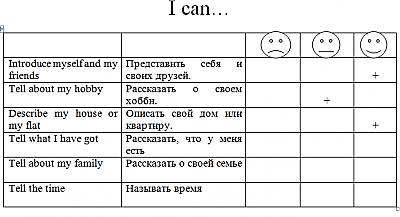 I can…
Introduce myself and my Представить себя и
friends своих друзей. +
Tell about my hobby Рассказать о своем
хобби. +
Describe my house or Описать свой дом или
my flat квартиру. +
Tell what I have got Рассказать, что у меня
есть
Tell about my family Рассказать о своей семье
Tell the time Называть время